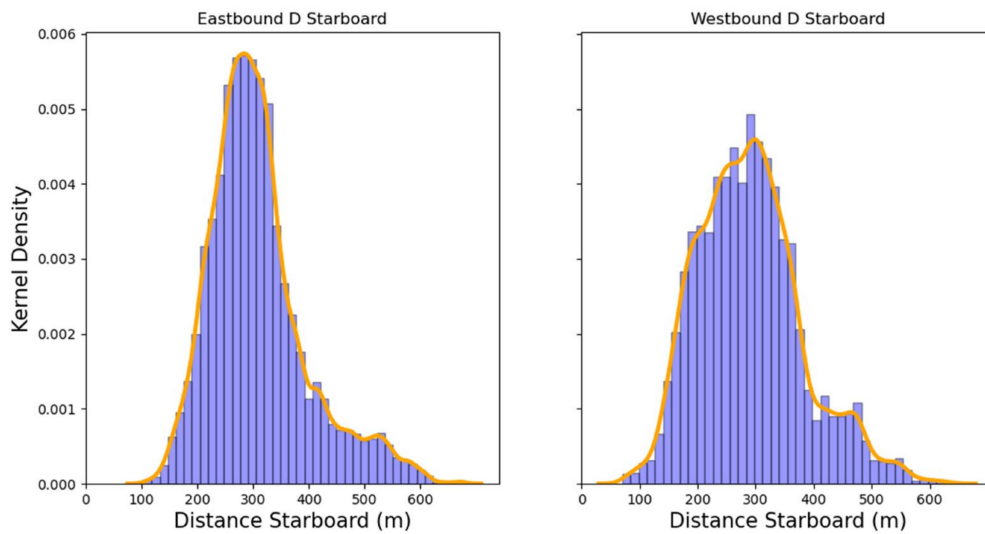 Eastbound D Starboard
Westbound D Starboard
0.006
0.005
0.004
0.003
0.002
0.001
0.000
Kernel Density
0 100 200 300 400 500 600
0 100 200 300 400 500 600
Distance Starboard (m)
Distance Starboard (m)